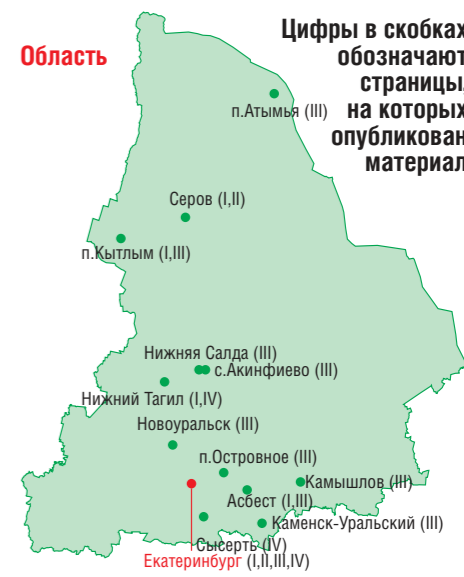 Область
Цифры в скобках
обозначают
страницы,
на которых
опубликован
материал
п.Атымья (III)
Серов (I,II)
п.Кытлым (I,III)
Нижняя Салда (III)
с.Акинфиево (III)
Нижний Тагил (I,IV)
Новоуральск (III)
п.Островное (III)
Камышлов (III)
Асбест (I,III)
Каменск-Уральский (III)
Сысерть (IV)
Екатеринбург (I,II,III,IV)